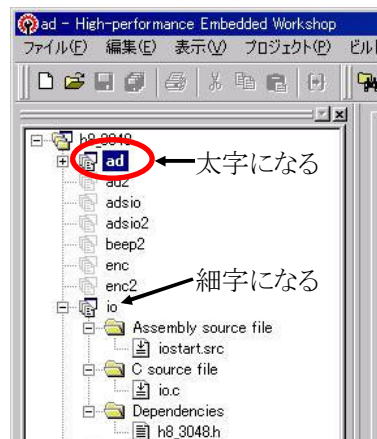 ad - High-performance Embedded Workshop
ファイル(F) 編集(E) 表示(V) プロジェクト(P) ビル
h8_3048
ad
太字になる
ad2
adsio
adsio2
beep2
enc
enc2
細字になる
io
Assembly source file
iostart.src
C source file
io.c
Dependencies
h8_3048.h